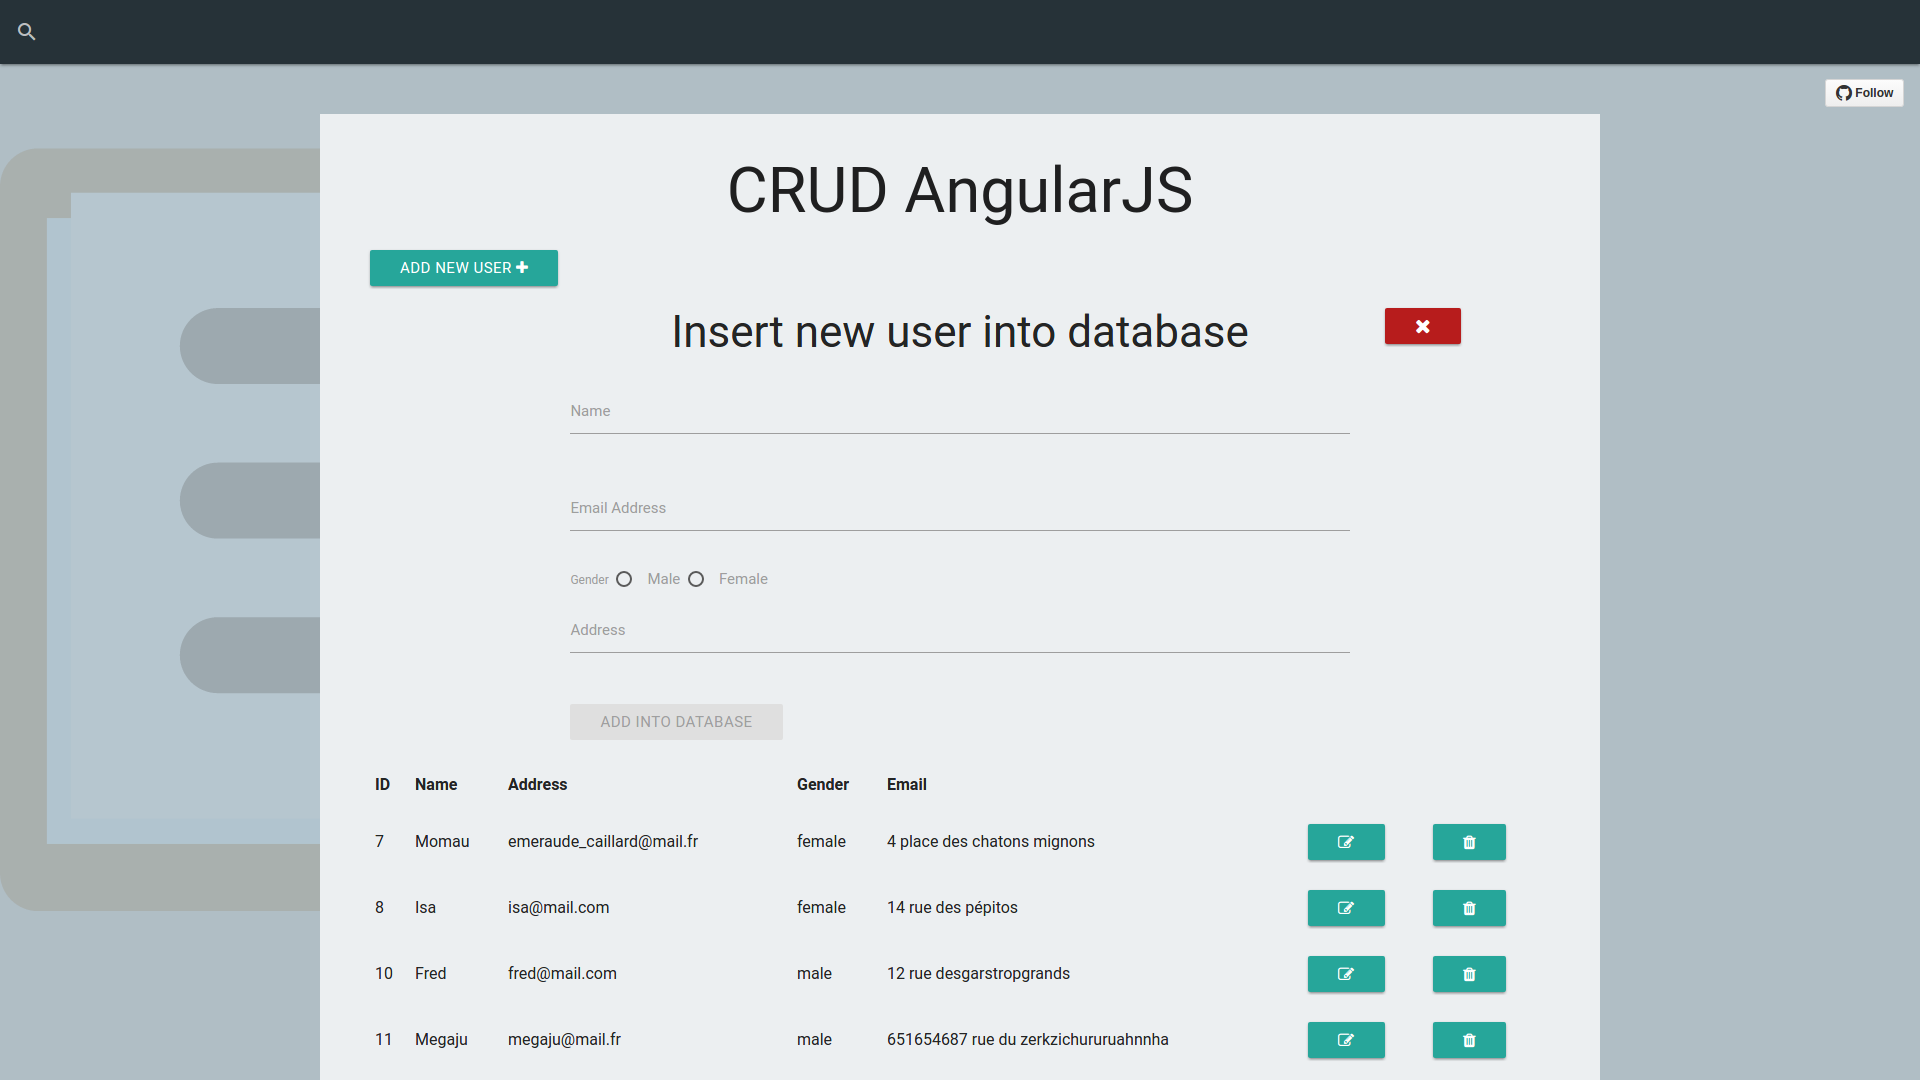 Follow
CRUD AngularJS
ADD NEW USER
Insert new user into database
Name
Email Address
Gender Male Female
Address
ADD INTO DATABASE
ID Name Address Gender Email
7 Momau emeraude_caillard@mail.fr female 4 place des chatons mignons
8 Isa isa@mail.com female 14 rue des pépitos
10 Fred fred@mail.com male 12 rue desgarstropgrands
11 Megaju megaju@mail.fr male 651654687 rue du zerkzichururuahnnha